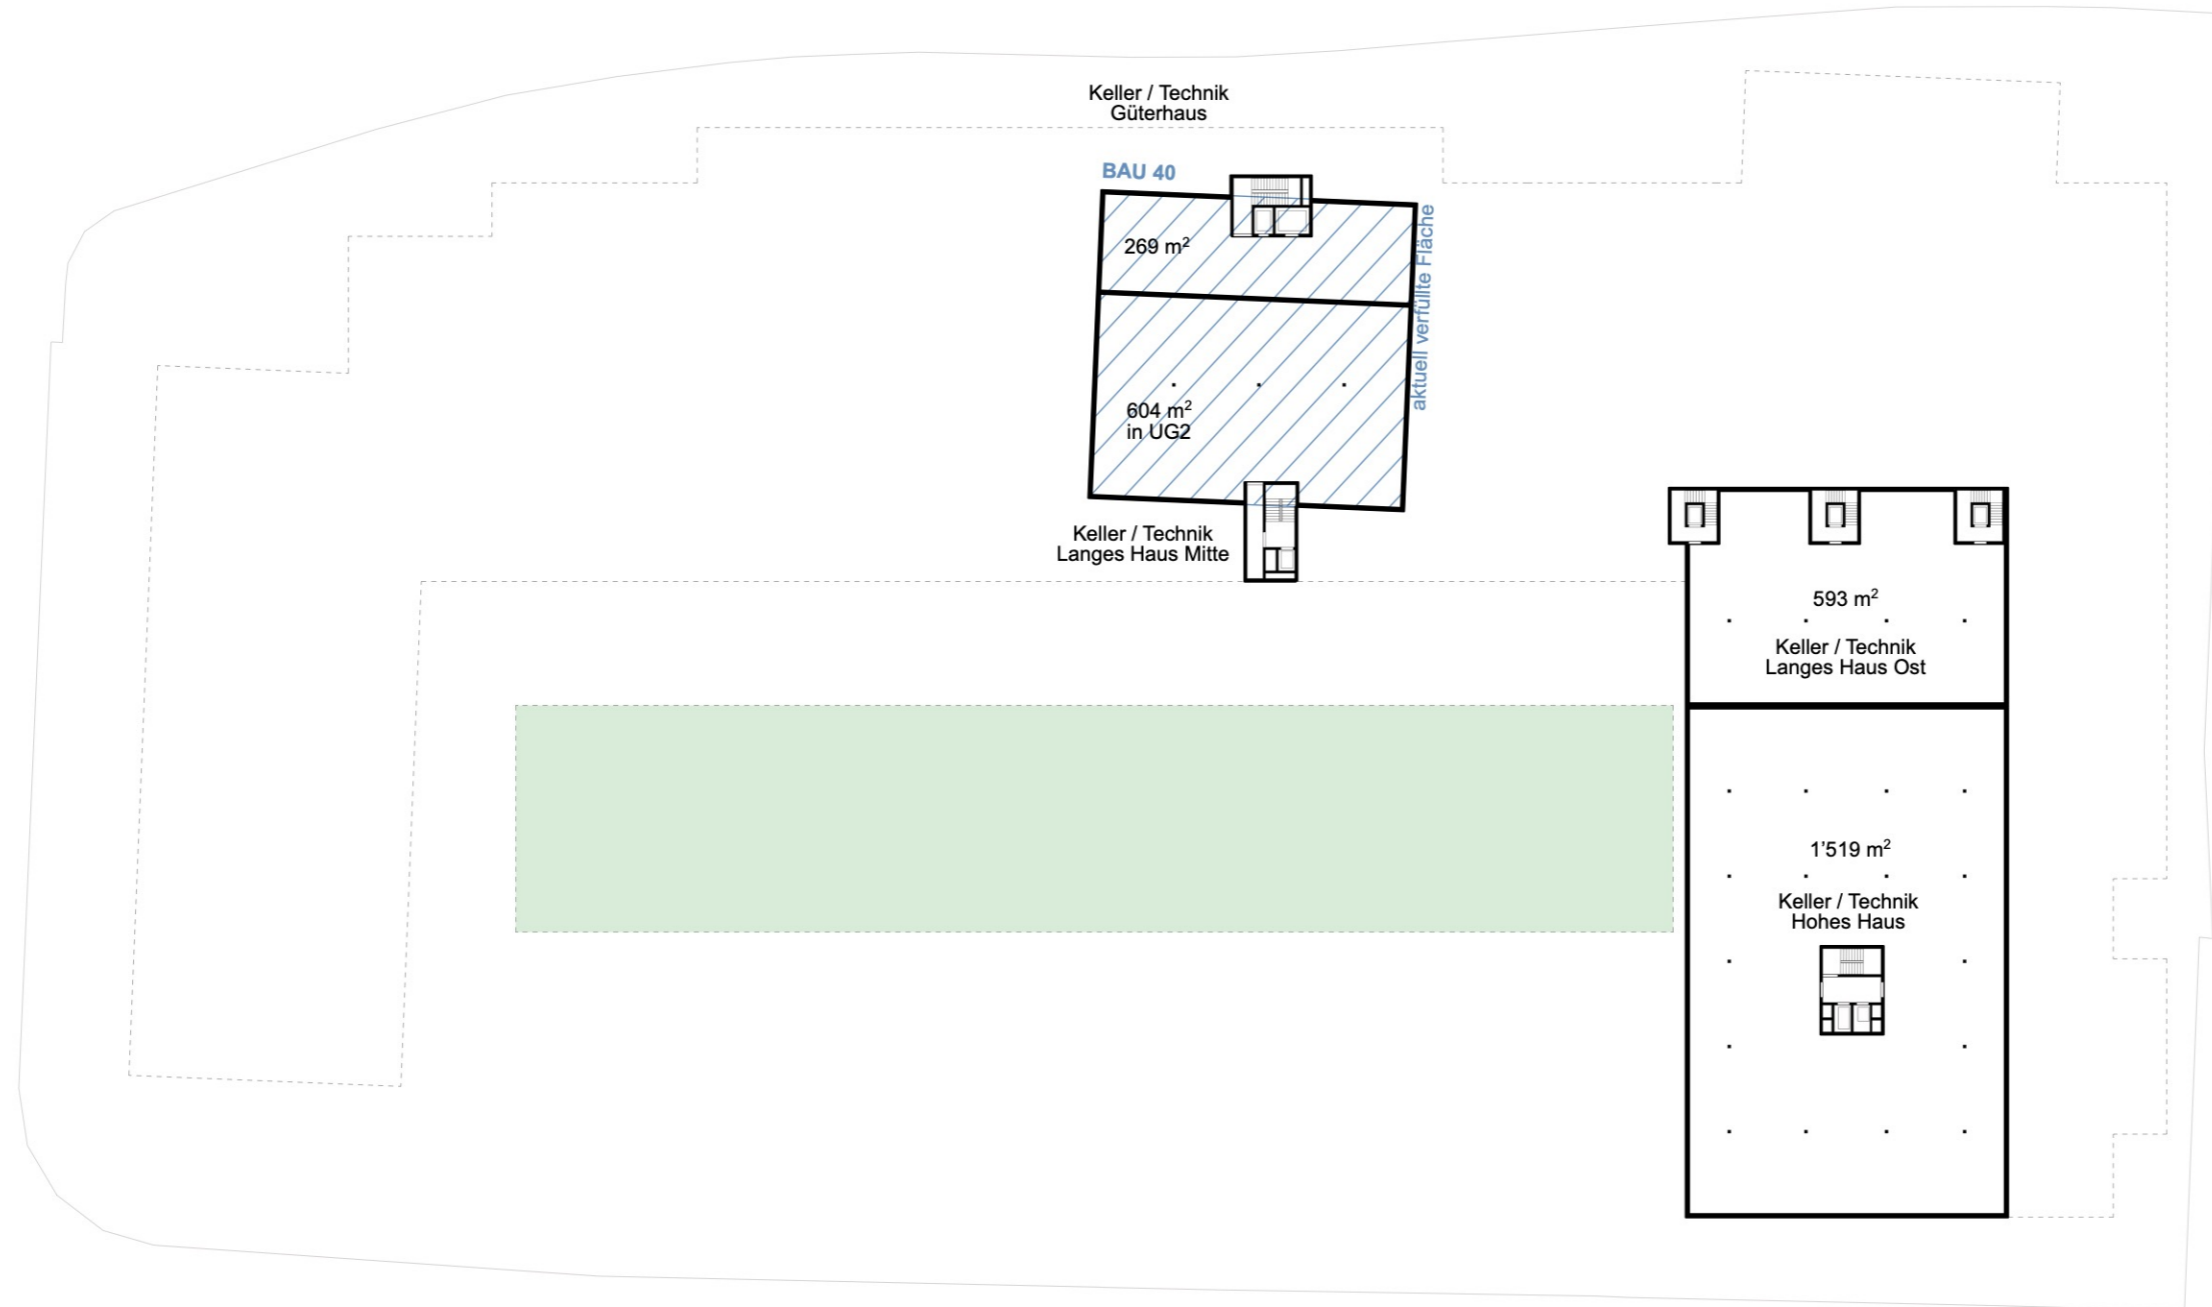 Keller / Technik
Güterhaus
BAU 40
269 m²
aktuell verfüllte Fläche
604 m²
in UG2
Keller / Technik
Langes Haus Mitte
593 m²
Keller / Technik
Langes Haus Ost
1’519 m²
Keller / Technik
Hohes Haus